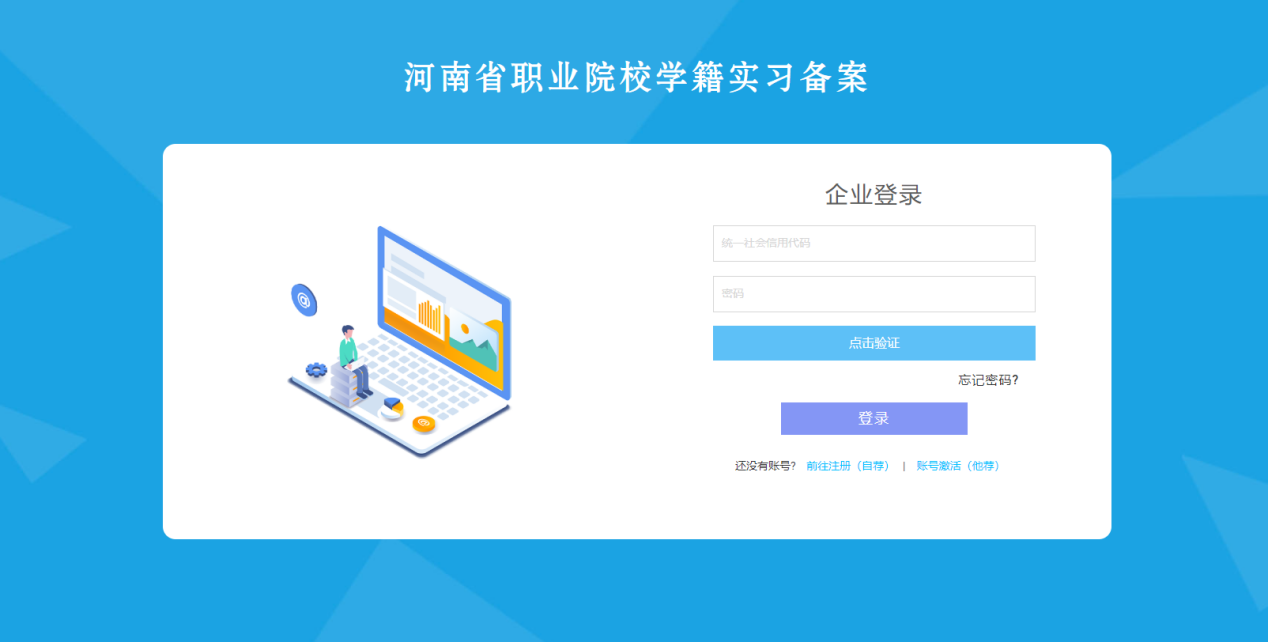 河南省职业院校学籍实习备案
企业登录
统一社会信用代码
密码
点击验证
忘记密码?
登录
还没有账号? 前往注册（自荐） | 账号激活（他荐）